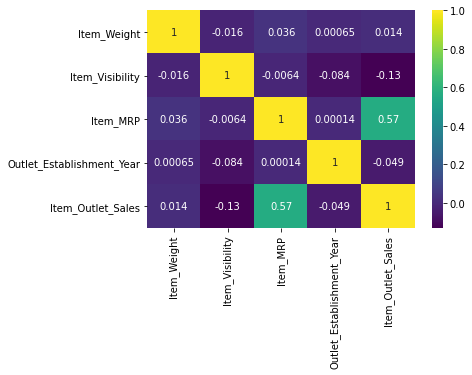 Item_Weight 1 -0.016 0.036 0.00065 0.014
Item_Visibility -0.016 1 -0.0064 -0.084 -0.13
Item_MRP 0.036 -0.0064 1 0.00014 0.57
Outlet_Establishment_Year 0.00065 -0.084 0.00014 1 -0.049
Item_Outlet_Sales 0.014 -0.13 0.57 -0.049 1
Item_Weight
Item_Visibility
Item_MRP
Outlet_Establishment_Year
Item_Outlet_Sales
1.0
0.8
0.6
0.4
0.2
0.0